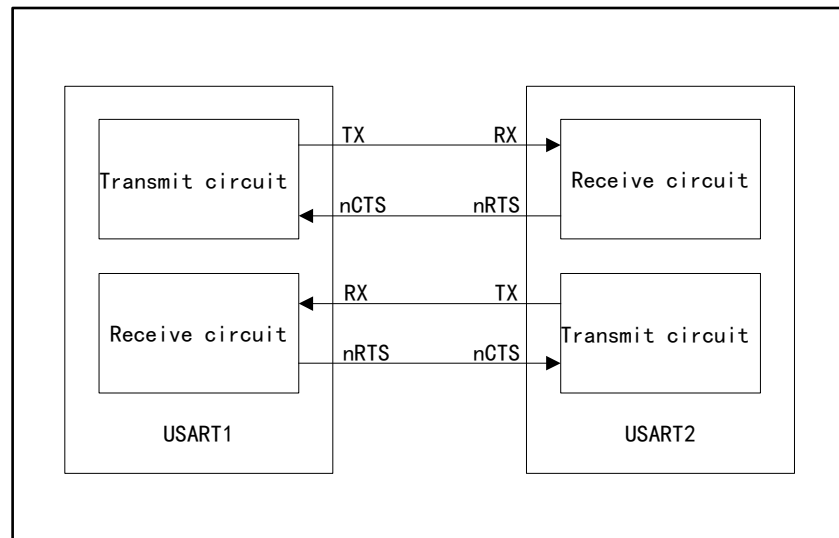 TX RX
Transmit circuit Receive circuit
nCTS nRTS
RX TX
Receive circuit Transmit circuit
nRTS nCTS
USART1 USART2